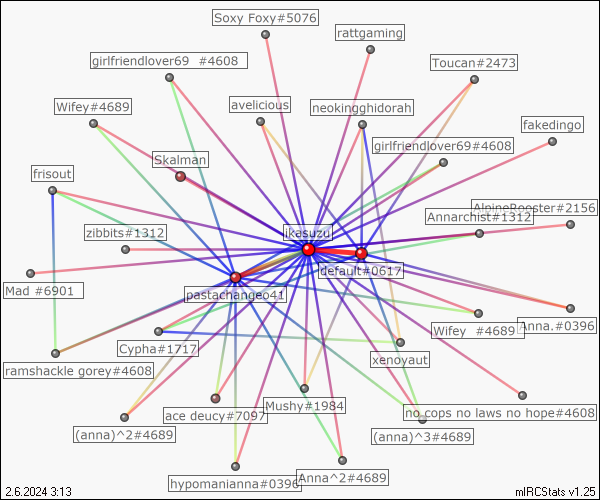 Soxy Foxy#5076
rattgaming
girlfriendlover69 #4608
Toucan#2473
Wifey#4689
avelicious
neokingghidorah
fakedingo
girlfriendlover69#4608
Skalman
frisout
AlpineRooster#2156
Annarchist#1312
zibbits#1312
ikasuzu
default#0617
Mad #6901
pastachange041
Wifey #4689
Anna.#0396
Cypha#1717
xenoyaut
ramshackle gorey#4608
ace deucy#7097
Mushy#1984
no cops no laws no hope#4608
(anna)^2#4689
(anna)^3#4689
hypomanianna#0396
Anna^2#4689
2.6.2024 3:13
mIRCStats v1.25